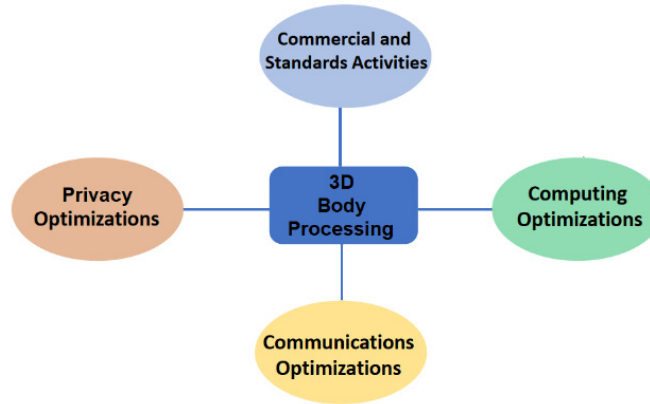 Commercial and
Standards Activities
Privacy
Optimizations
3D
Body
Processing
Computing
Optimizations
Communications
Optimizations